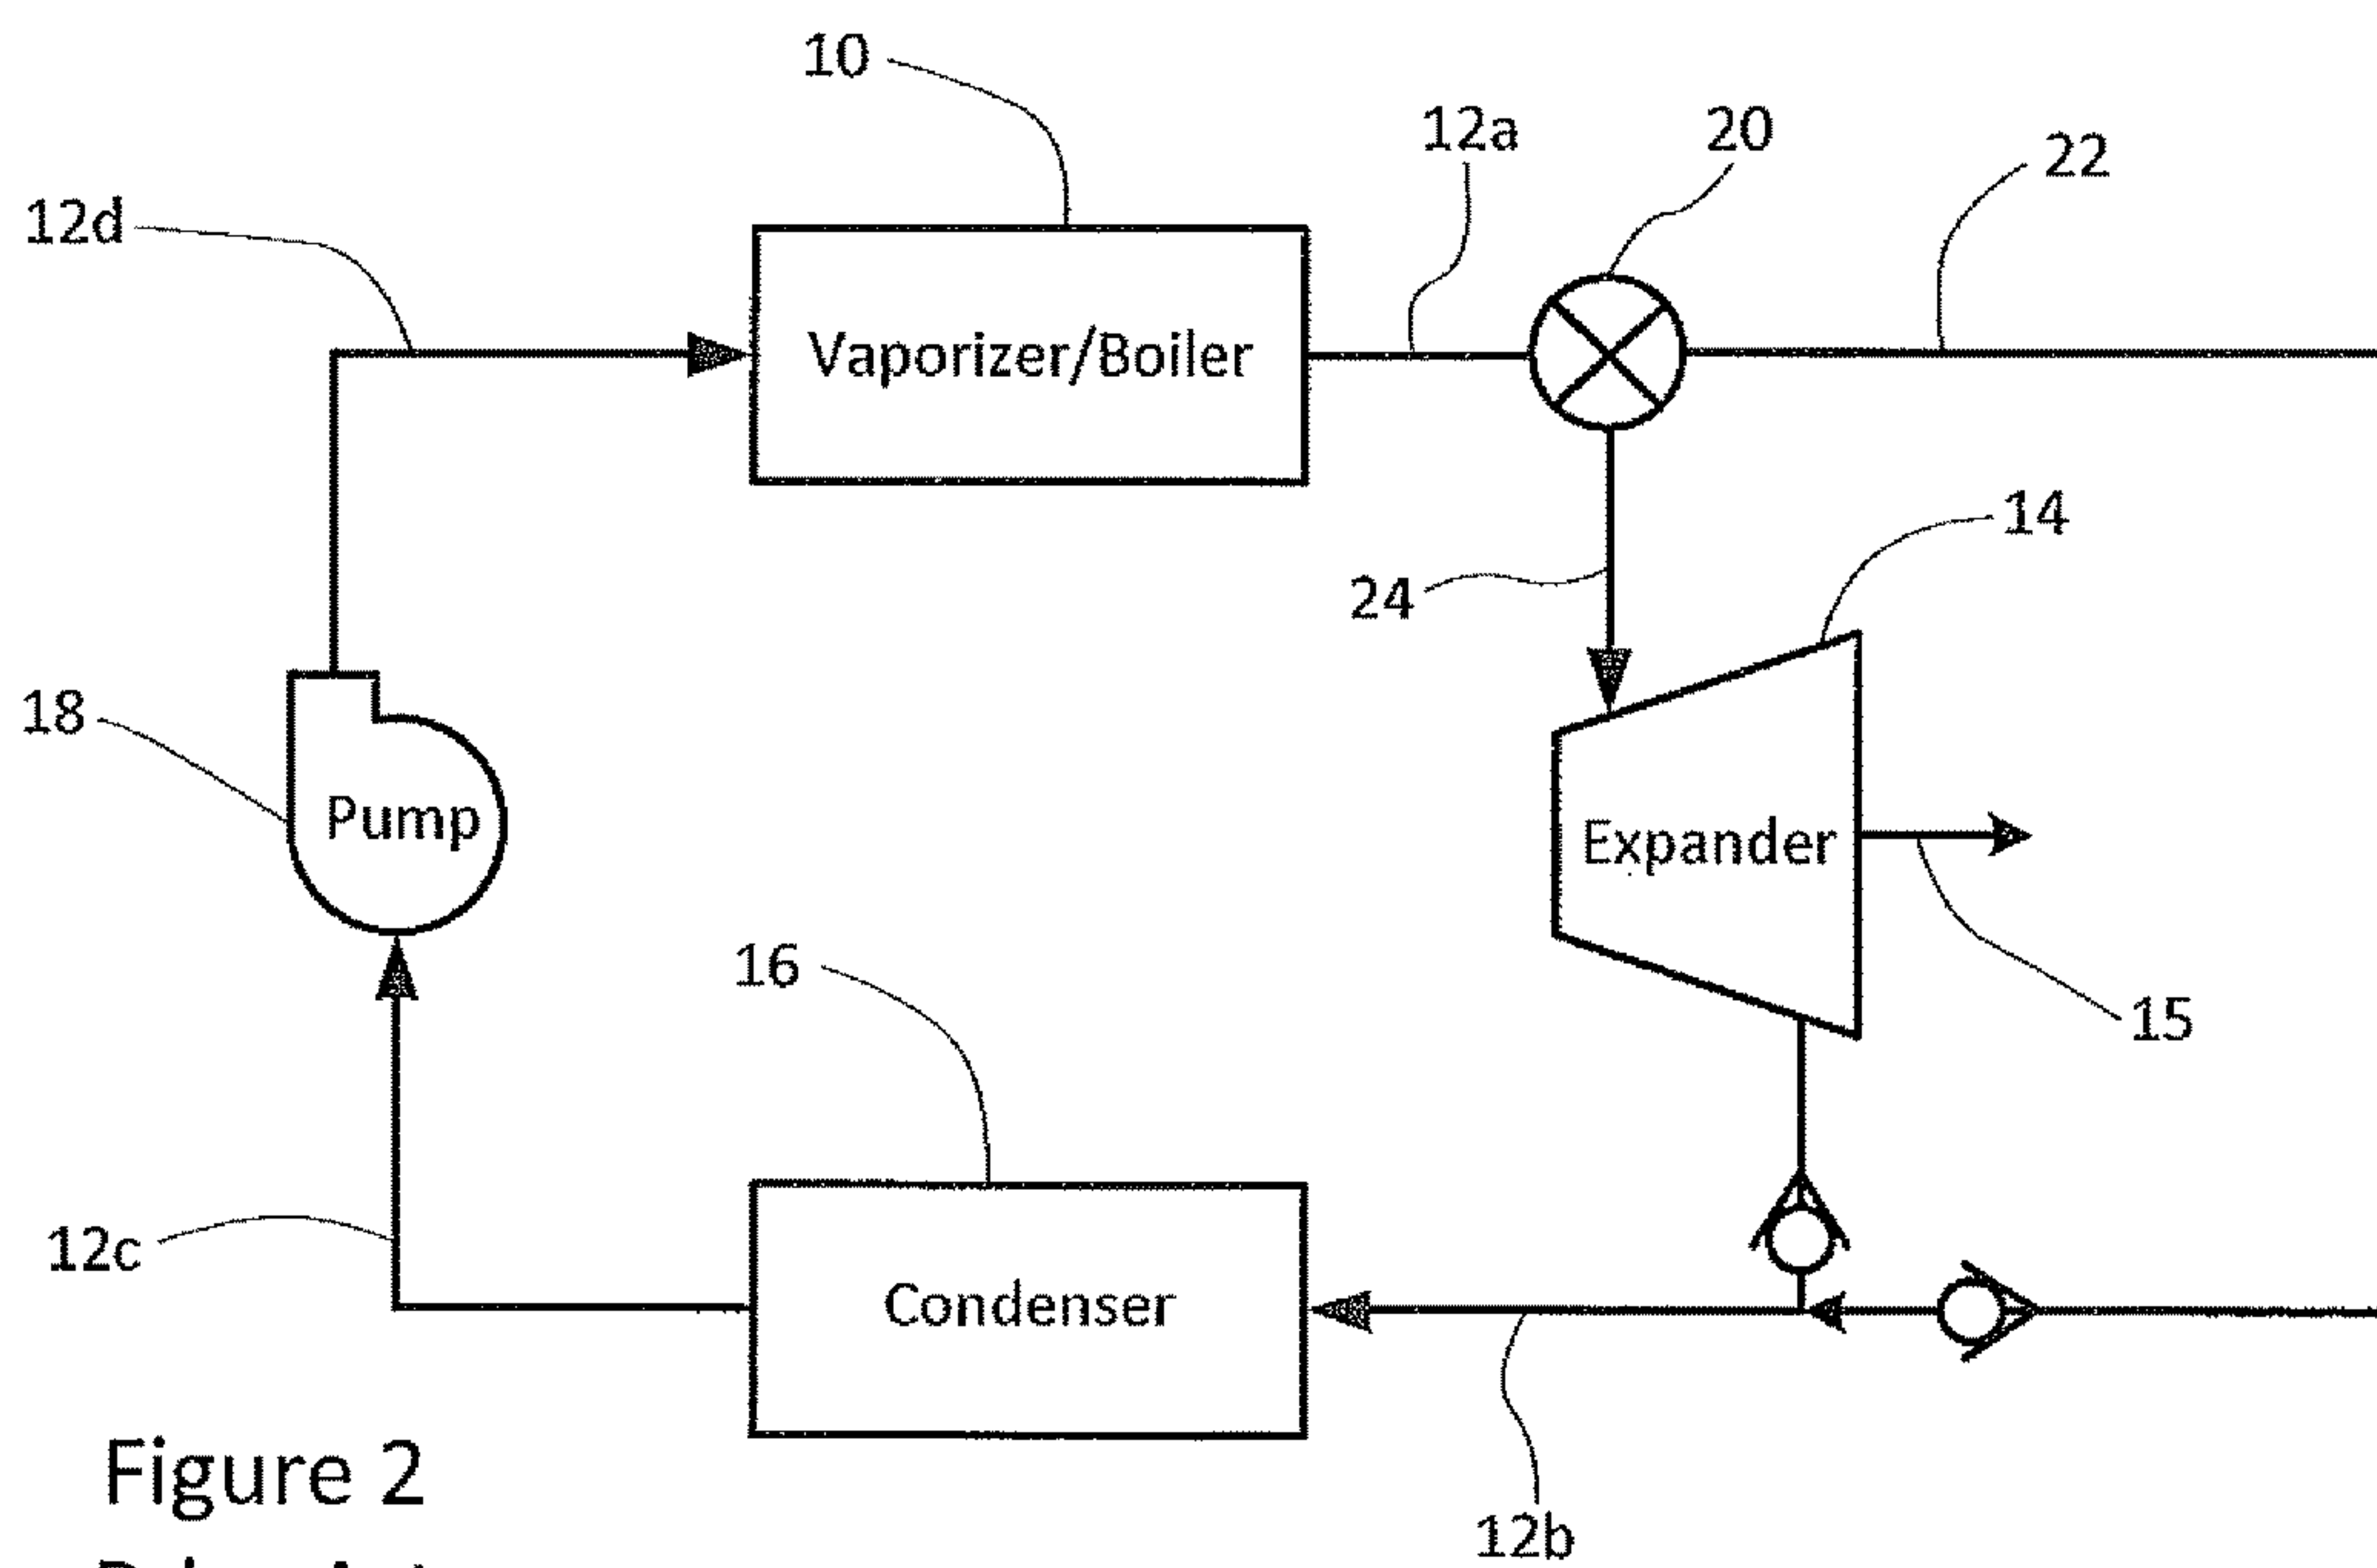 10
12a
20
22
12d
Vaporizer/Boiler
14
24
18
Pump
Expander
16
15
12c
Condenser
Figure 2
12b